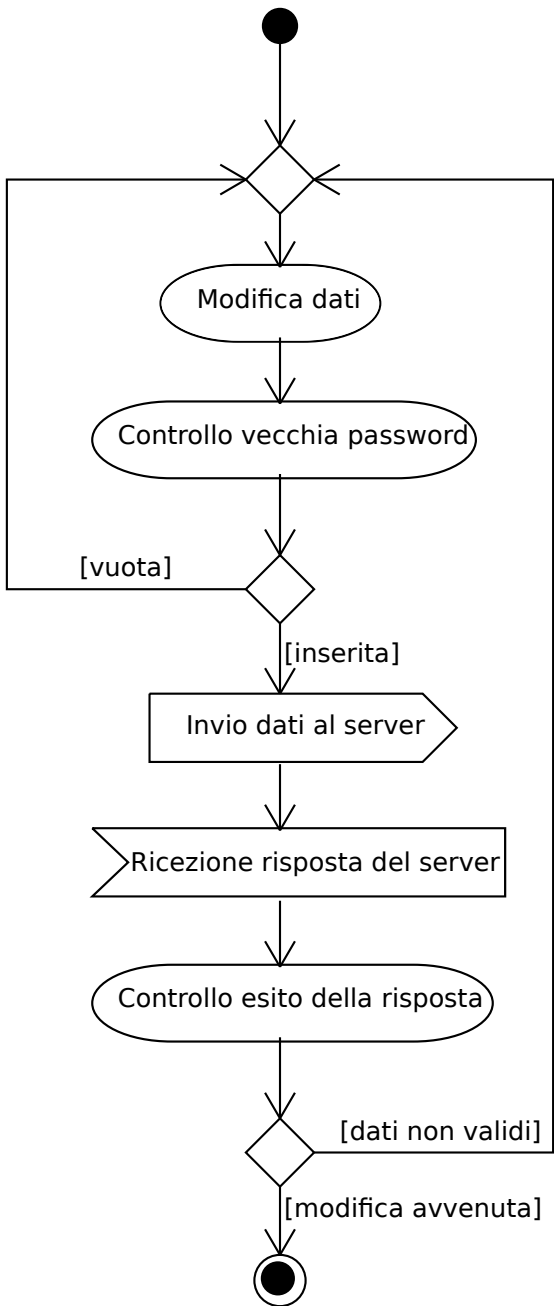 Modifica dati
Controllo vecchia password
[vuota]
[inserita]
Invio dati al server
Ricezione risposta del server
Controllo esito della risposta
[dati non validi]
[modifica avvenuta]